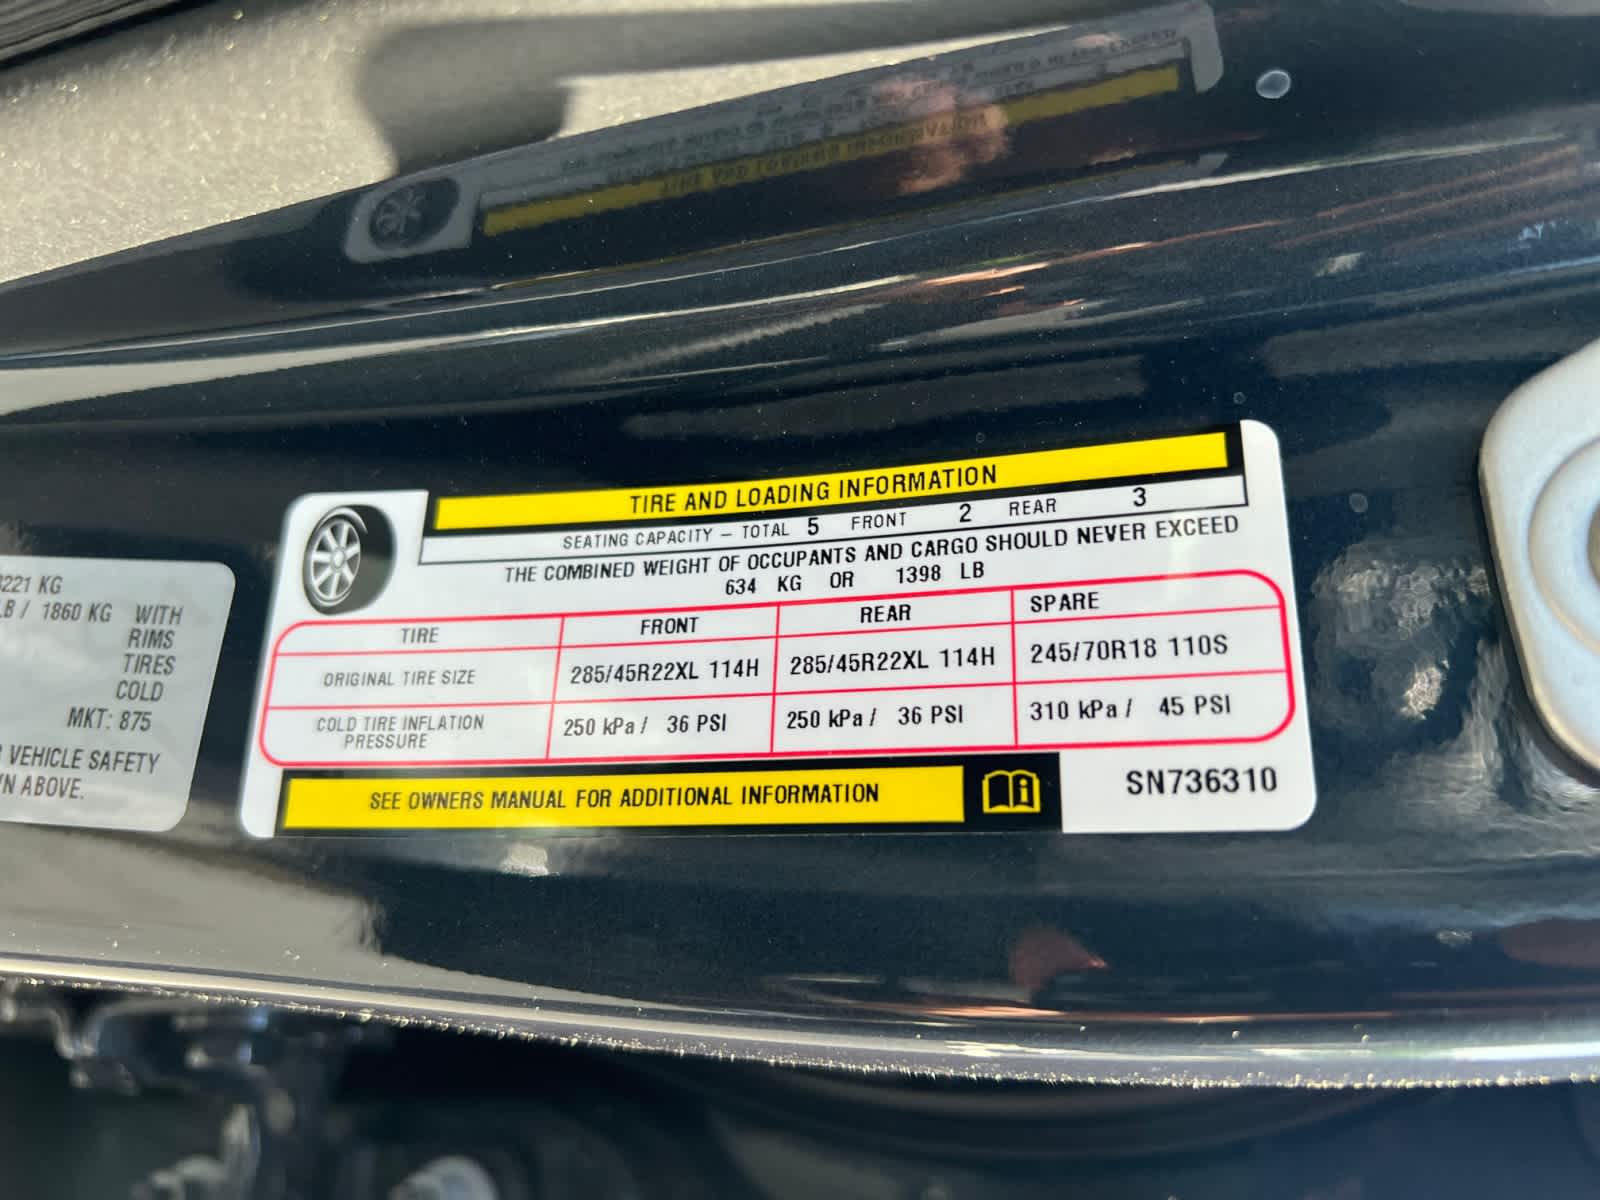 221 KG
LB / 1860 KG WITH
RIMS
TIRES
COLD
MKT: 875
VEHICLE SAFETY
ABOVE.
TIRE AND LOADING INFORMATION
SEATING CAPACITY – TOTAL 5 FRONT 2 REAR 3
THE COMBINED WEIGHT OF OCCUPANTS AND CARGO SHOULD NEVER EXCEED
634 KG OR 1398 LB
TIRE FRONT REAR SPARE
ORIGINAL TIRE SIZE 285/45R22XL 114H 285/45R22XL 114H 245/70R18 110S
COLD TIRE INFLATION PRESSURE 250 kPa / 36 PSI 250 kPa / 36 PSI 310 kPa / 45 PSI
SEE OWNERS MANUAL FOR ADDITIONAL INFORMATION
SN736310